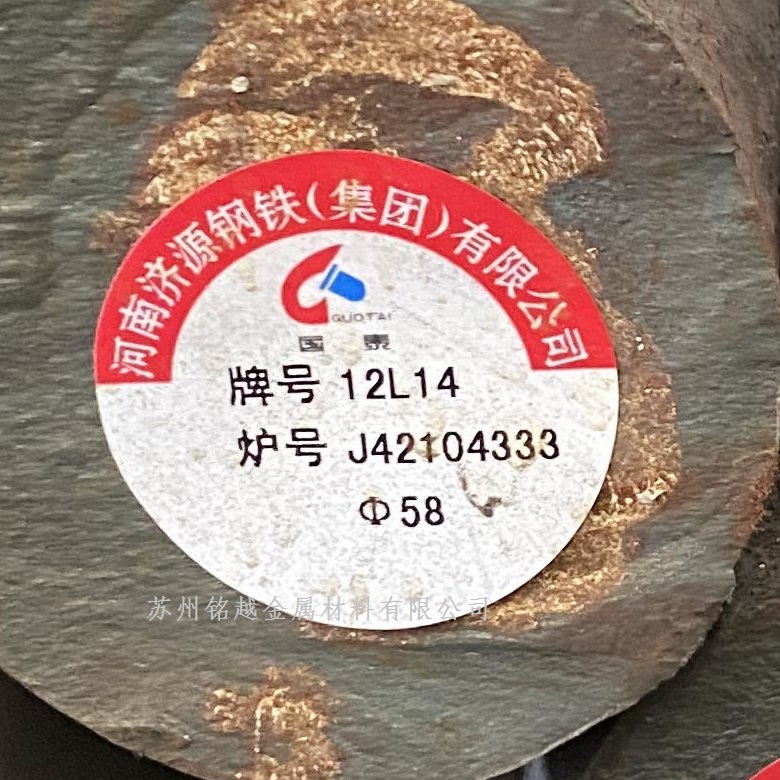 河南济源钢铁(集团)有限公司
GUOTAI
国 泰
牌号 12L14
炉号 J42104333
Φ58
苏州铭越金属材料有限公司